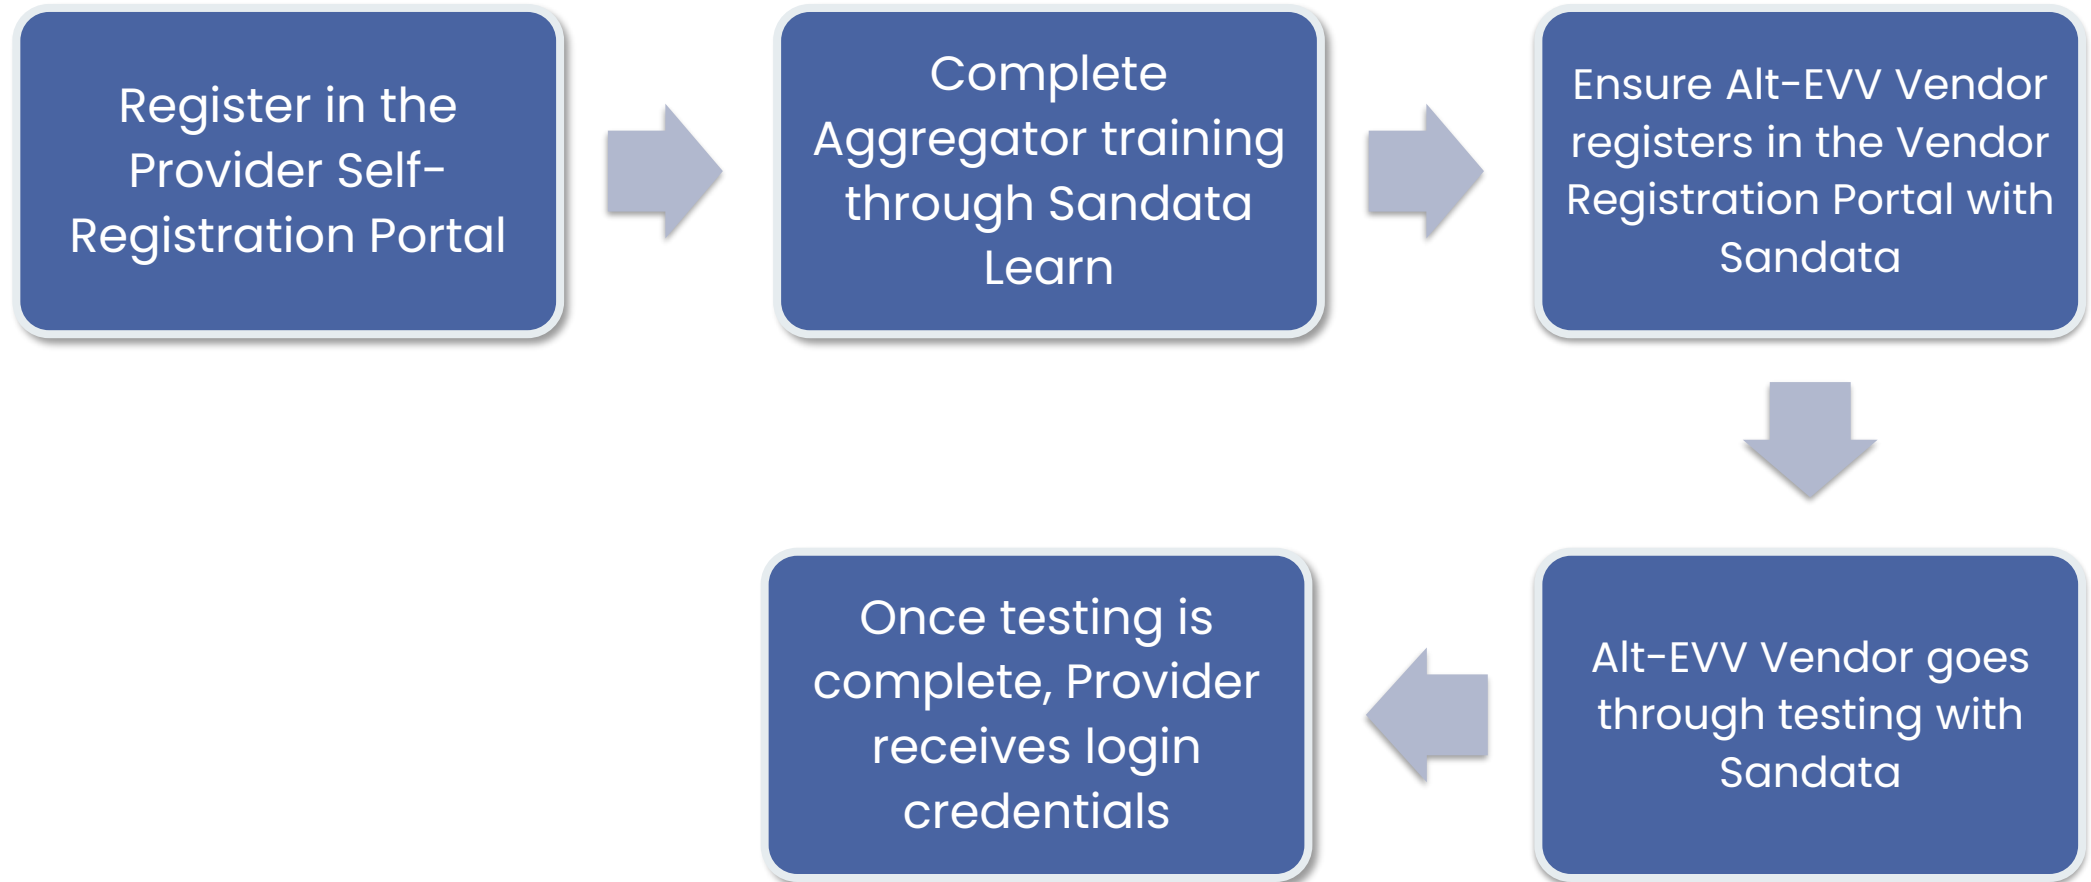 Register in the
Provider Self-
Registration Portal
Complete
Aggregator training
through Sandata
Learn
Ensure Alt-EVV Vendor
registers in the Vendor
Registration Portal with
Sandata
Alt-EVV Vendor goes
through testing with
Sandata
Once testing is
complete, Provider
receives login
credentials